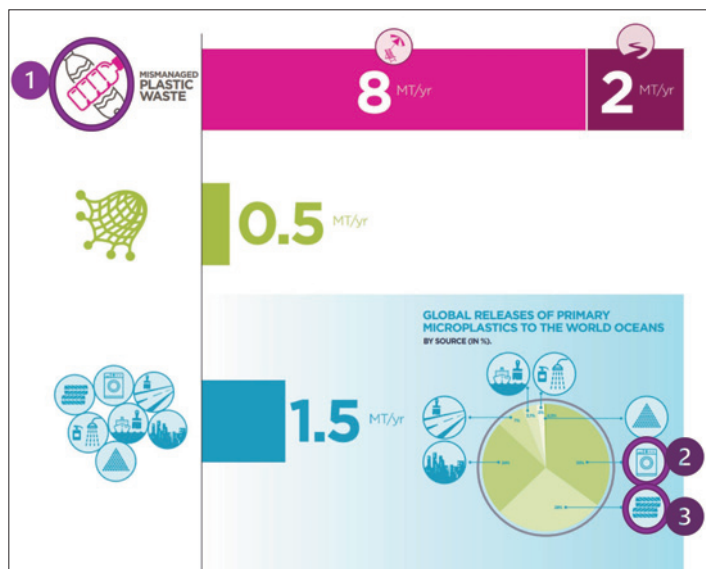 1
MISMANAGED
PLASTIC
WASTE
8 MT/yr
2 MT/yr
0.5 MT/yr
GLOBAL RELEASES OF PRIMARY
MICROPLASTICS TO THE WORLD OCEANS
BY SOURCE (IN %).
1.5 MT/yr
2
3